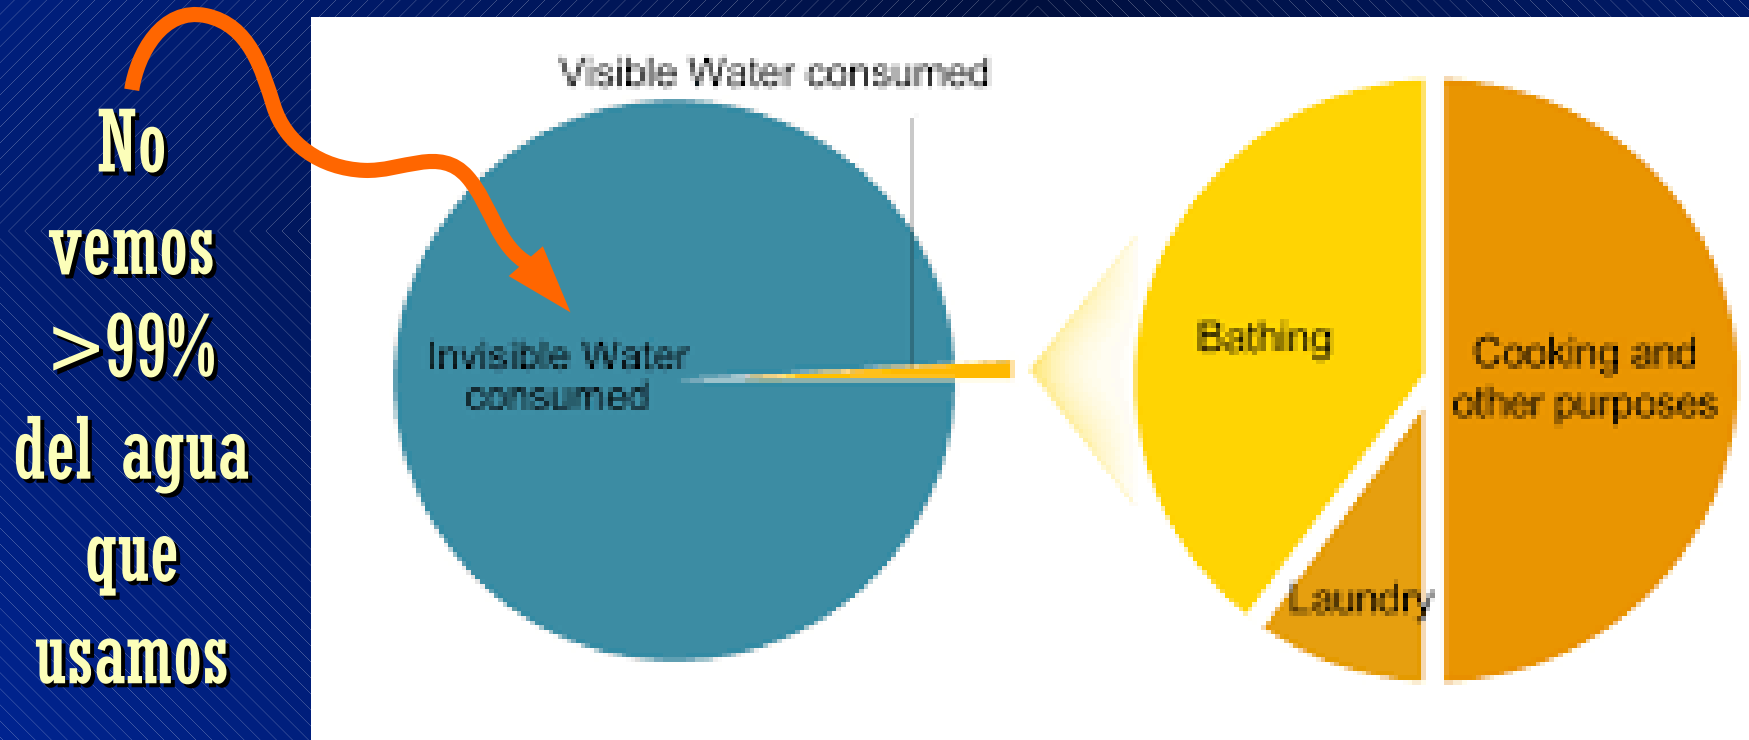 No
vemos
>99%
del agua
que
usamos
Visible Water consumed
Invisible Water
consumed
Bathing
Cooking and
other purposes
Laundry